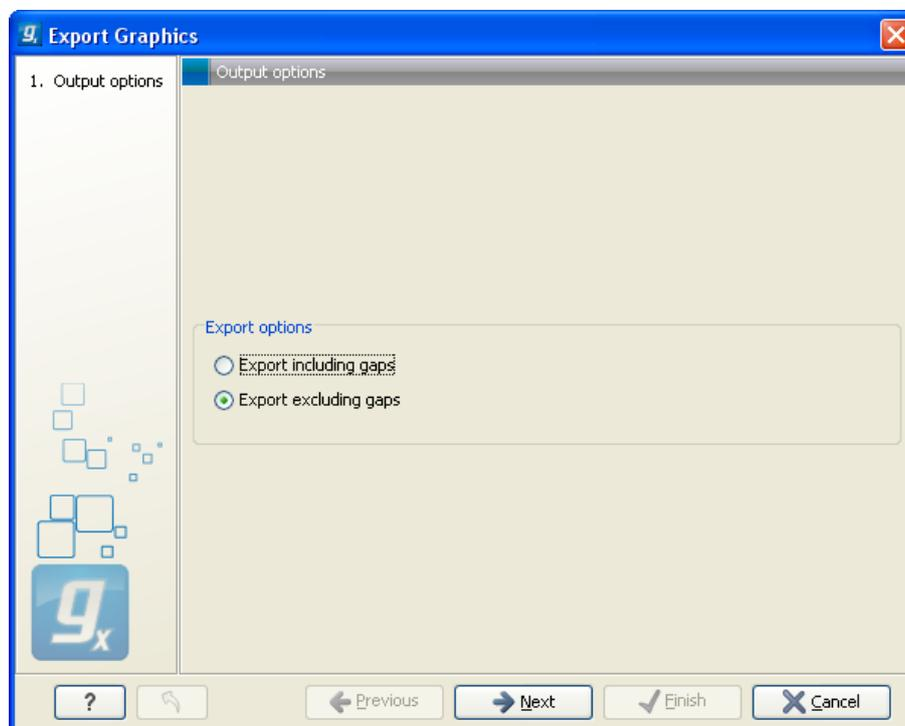 Export Graphics
1. Output options
Output options
Export options
Export including gaps
Export excluding gaps
gx
? Previous Next Finish Cancel